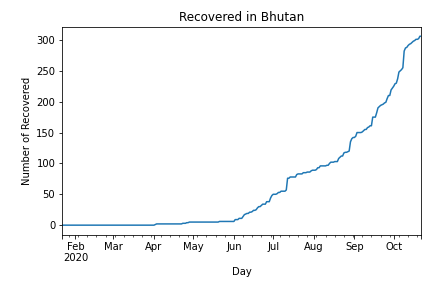 Recovered in Bhutan
Number of Recovered
300
250
200
150
100
50
0
Feb Mar Apr May Jun Jul Aug Sep Oct
2020
Day